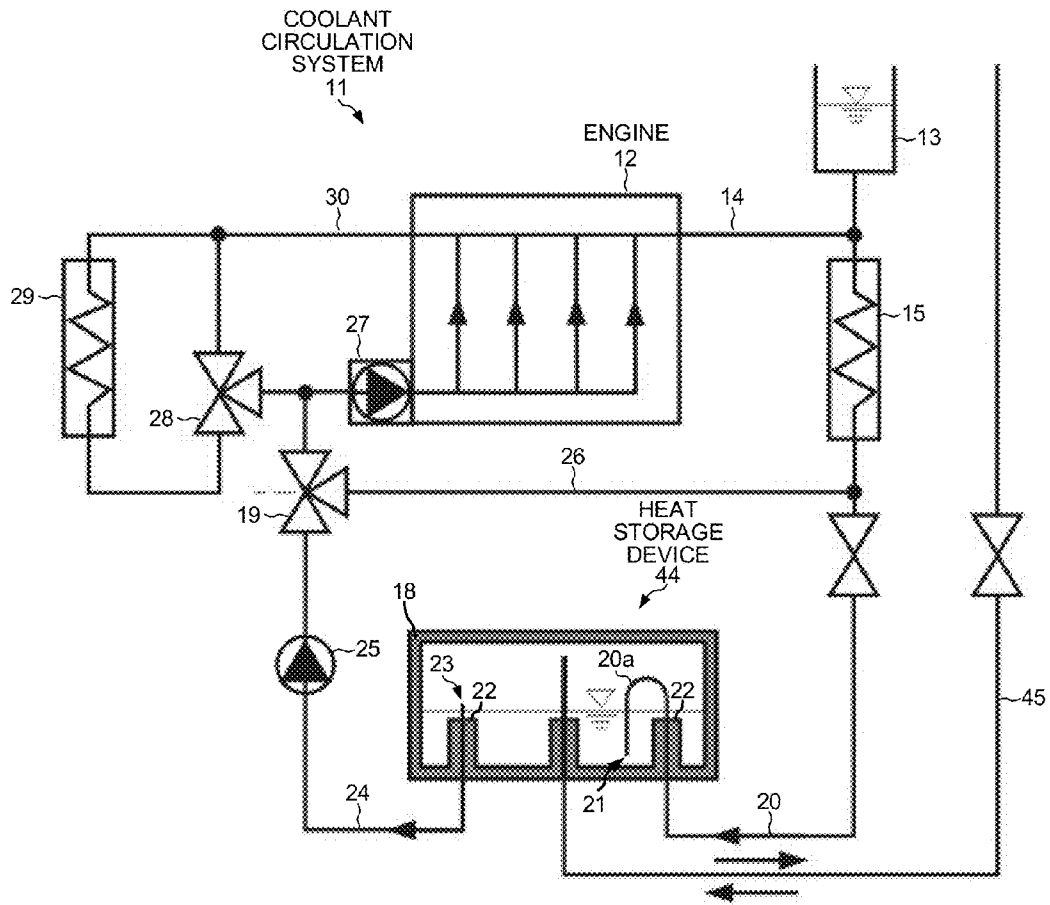 COOLANT
CIRCULATION
SYSTEM
11
ENGINE
12
13
30
14
29
27
15
28
26
19
HEAT
STORAGE
DEVICE
44
18
25
20a
23
22
22
45
21
24
20